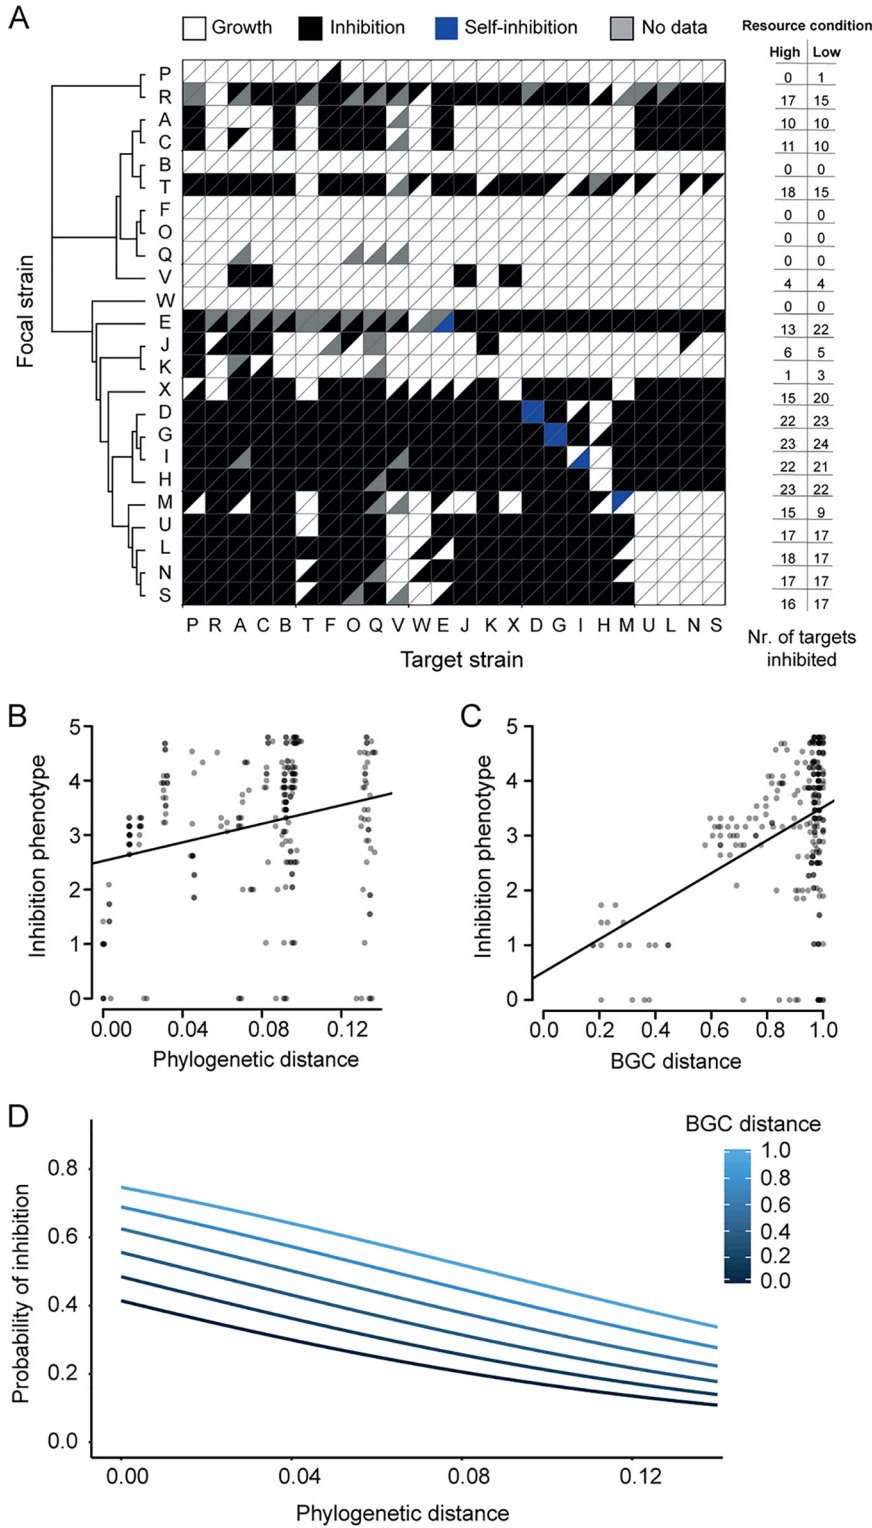 A
Growth Inhibition Self-inhibition No data
Resource condition
High Low
P 0 1
R 17 15
A 10 10
C 11 10
B 0 0
T 18 15
F 0 0
O 0 0
Q 0 0
V 4 4
W 0 0
E 13 22
J 6 5
K 1 3
X 15 20
D 22 23
G 23 24
I 22 21
H 23 22
M 15 9
U 17 17
L 18 17
N 17 17
S 16 17
Focal strain
P R A C B T F O Q V W E J K X D G I H M U L N S
Target strain
Nr. of targets
inhibited
B
5
4
3
2
1
0
Inhibition phenotype
0.00 0.04 0.08 0.12
Phylogenetic distance
C
5
4
3
2
1
0
Inhibition phenotype
0.0 0.2 0.4 0.6 0.8 1.0
BGC distance
D
BGC distance
1.0
0.8
0.6
0.4
0.2
0.0
0.8
0.6
0.4
0.2
0.0
Probability of inhibition
0.00 0.04 0.08 0.12
Phylogenetic distance